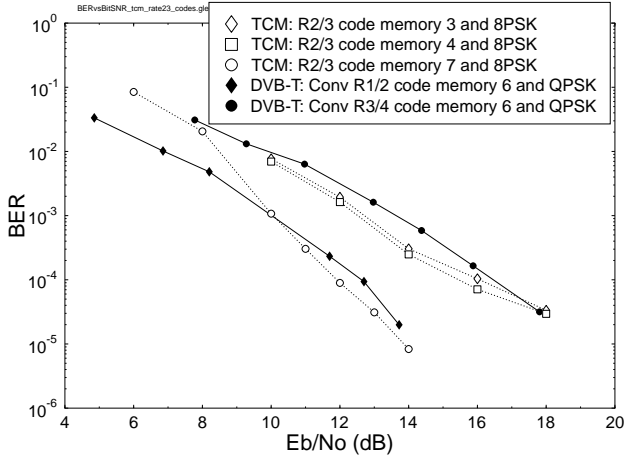 BERvsBitSNR_tcm_rate23_codes.gle
TCM: R2/3 code memory 3 and 8PSK
TCM: R2/3 code memory 4 and 8PSK
TCM: R2/3 code memory 7 and 8PSK
DVB-T: Conv R1/2 code memory 6 and QPSK
DVB-T: Conv R3/4 code memory 6 and QPSK
BER
10^0
10^-1
10^-2
10^-3
10^-4
10^-5
10^-6
4 6 8 10 12 14 16 18 20
Eb/No (dB)